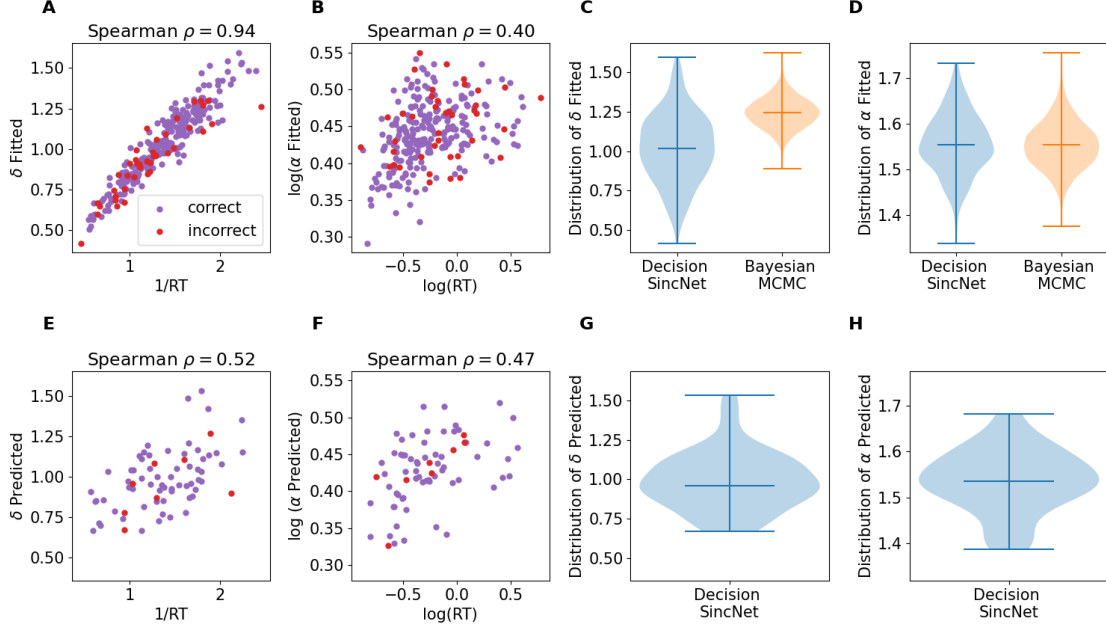 A
Spearman ρ = 0.94
δ Fitted
1.50
1.25
1.00
0.75
0.50
correct
incorrect
1
2
1/RT
B
Spearman ρ = 0.40
log(α Fitted)
0.55
0.50
0.45
0.40
0.35
0.30
−0.5
0.0
0.5
log(RT)
C
Distribution of δ Fitted
1.50
1.25
1.00
0.75
0.50
Decision
SincNet
Bayesian
MCMC
D
Distribution of α Fitted
1.7
1.6
1.5
1.4
Decision
SincNet
Bayesian
MCMC
E
Spearman ρ = 0.52
δ Predicted
1.50
1.25
1.00
0.75
0.50
1
2
1/RT
F
Spearman ρ = 0.47
log (α Predicted)
0.55
0.50
0.45
0.40
0.35
0.30
−0.5
0.0
0.5
log(RT)
G
Distribution of δ Predicted
1.50
1.25
1.00
0.75
0.50
Decision
SincNet
H
Distribution of α Predicted
1.7
1.6
1.5
1.4
Decision
SincNet